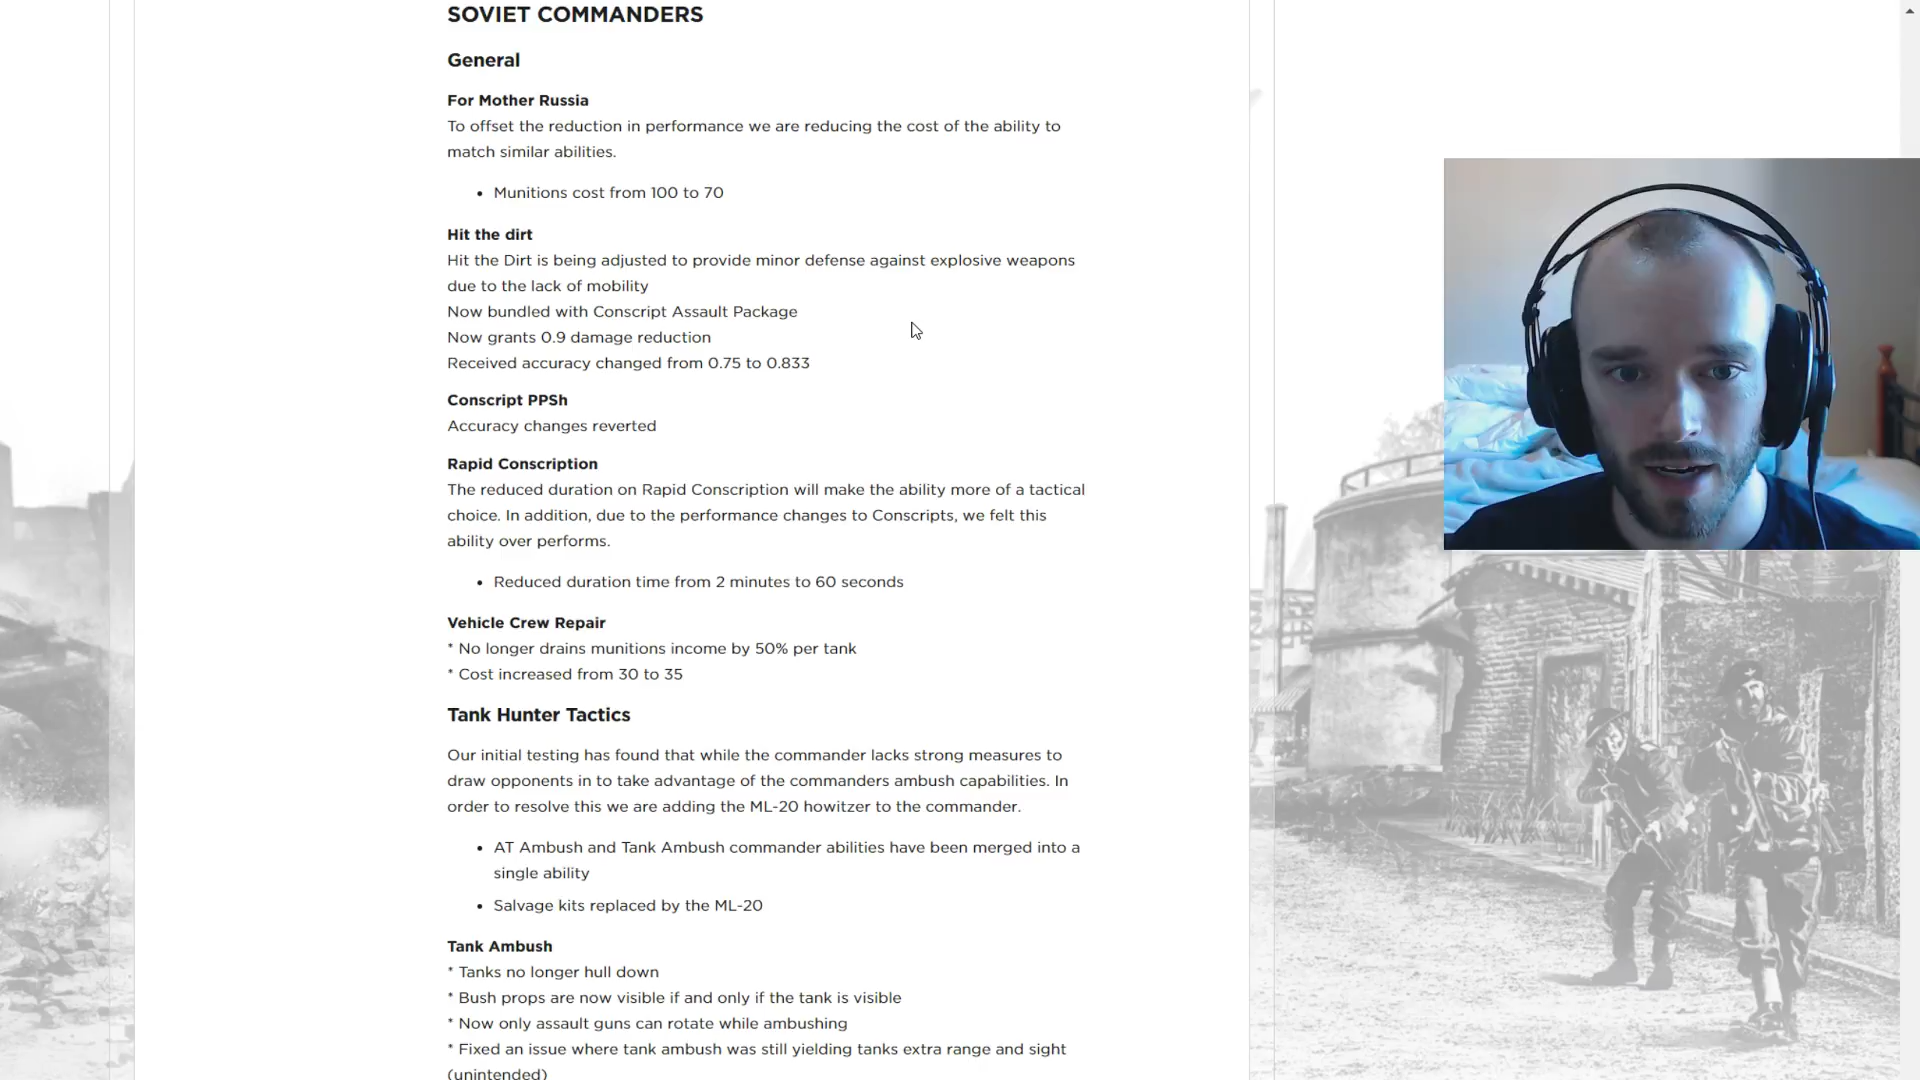 SOVIET COMMANDERS
General
For Mother Russia
To offset the reduction in performance we are reducing the cost of the ability to
match similar abilities.
• Munitions cost from 100 to 70
Hit the dirt
Hit the Dirt is being adjusted to provide minor defense against explosive weapons
due to the lack of mobility
Now bundled with Conscript Assault Package
Now grants 0.9 damage reduction
Received accuracy changed from 0.75 to 0.833
Conscript PPSh
Accuracy changes reverted
Rapid Conscription
The reduced duration on Rapid Conscription will make the ability more of a tactical
choice. In addition, due to the performance changes to Conscripts, we felt this
ability over performs.
• Reduced duration time from 2 minutes to 60 seconds
Vehicle Crew Repair
* No longer drains munitions income by 50% per tank
* Cost increased from 30 to 35
Tank Hunter Tactics
Our initial testing has found that while the commander lacks strong measures to
draw opponents in to take advantage of the commanders ambush capabilities. In
order to resolve this we are adding the ML-20 howitzer to the commander.
• AT Ambush and Tank Ambush commander abilities have been merged into a
single ability
• Salvage kits replaced by the ML-20
Tank Ambush
* Tanks no longer hull down
* Bush props are now visible if and only if the tank is visible
* Now only assault guns can rotate while ambushing
* Fixed an issue where tank ambush was still yielding tanks extra range and sight
(unintended)